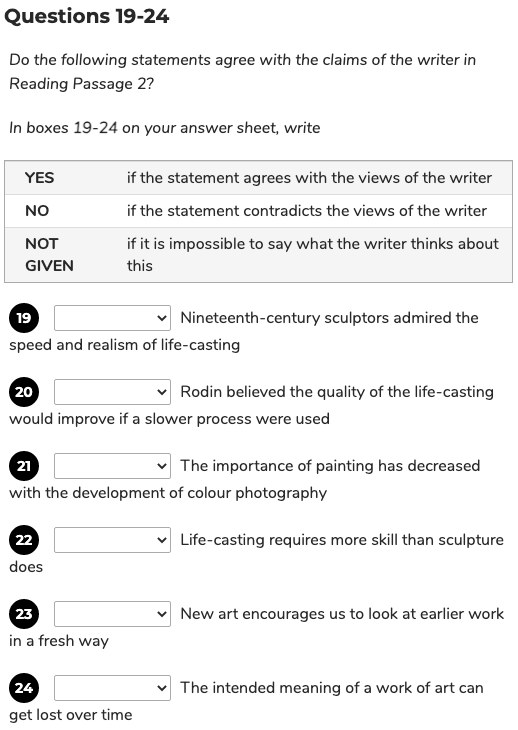 Questions 19-24
Do the following statements agree with the claims of the writer in
Reading Passage 2?
In boxes 19-24 on your answer sheet, write
YES if the statement agrees with the views of the writer
NO if the statement contradicts the views of the writer
NOT if it is impossible to say what the writer thinks about
GIVEN this
19 Nineteenth-century sculptors admired the
speed and realism of life-casting
20 Rodin believed the quality of the life-casting
would improve if a slower process were used
21 The importance of painting has decreased
with the development of colour photography
22 Life-casting requires more skill than sculpture
does
23 New art encourages us to look at earlier work
in a fresh way
24 The intended meaning of a work of art can
get lost over time